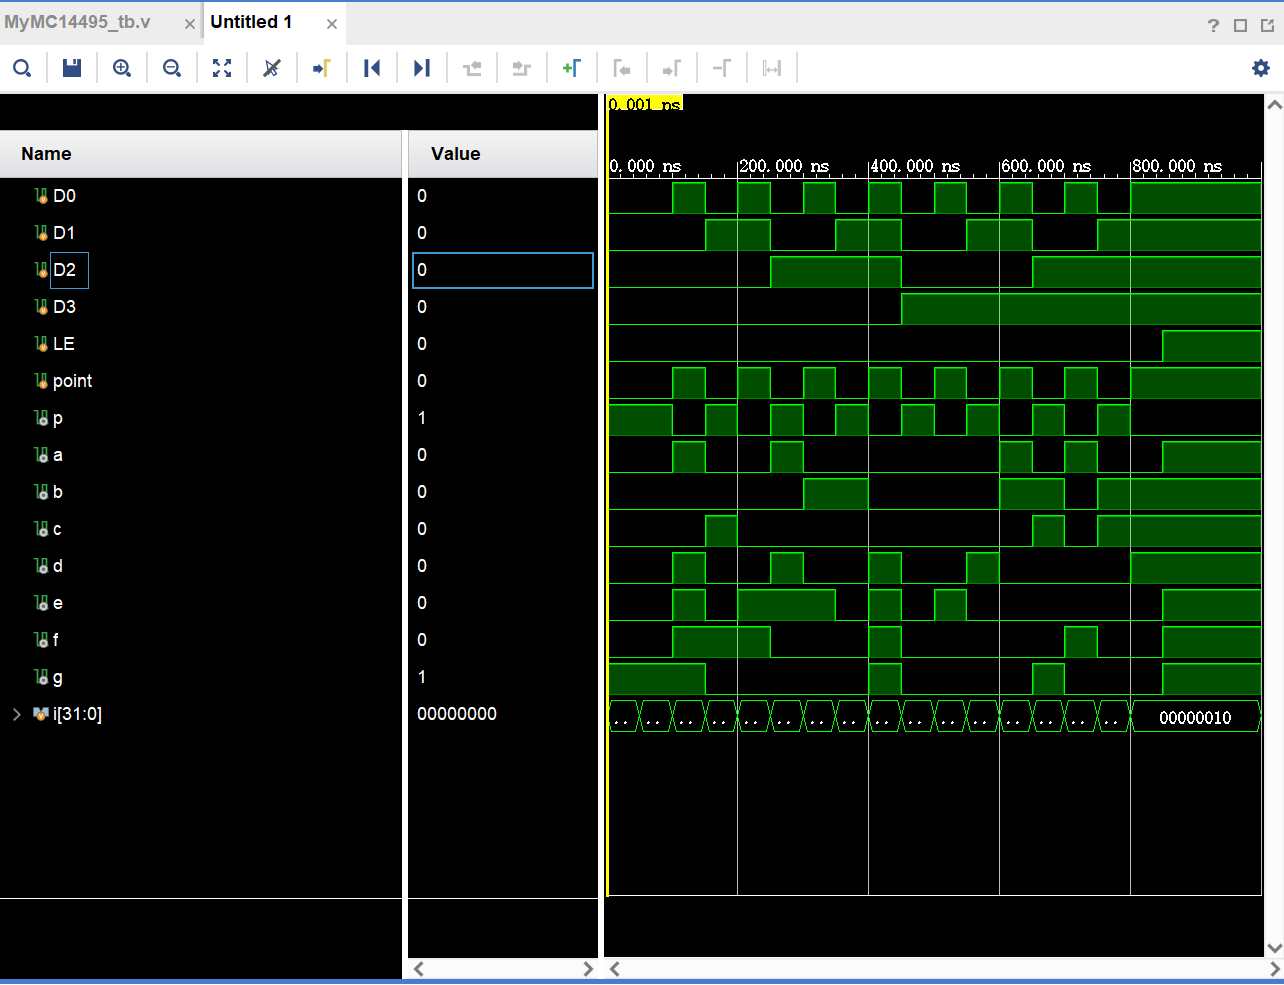 MyMC14495_tb.v × Untitled 1 ×
?
0.001 ns
Name Value
0.000 ns 200.000 ns 400.000 ns 600.000 ns 800.000 ns
D0 0
D1 0
D2 0
D3 0
LE 0
point 0
p 1
a 0
b 0
c 0
d 0
e 0
f 0
g 1
i[31:0] 00000000 .. .. .. .. .. .. .. .. .. .. .. .. .. .. .. .. 00000010